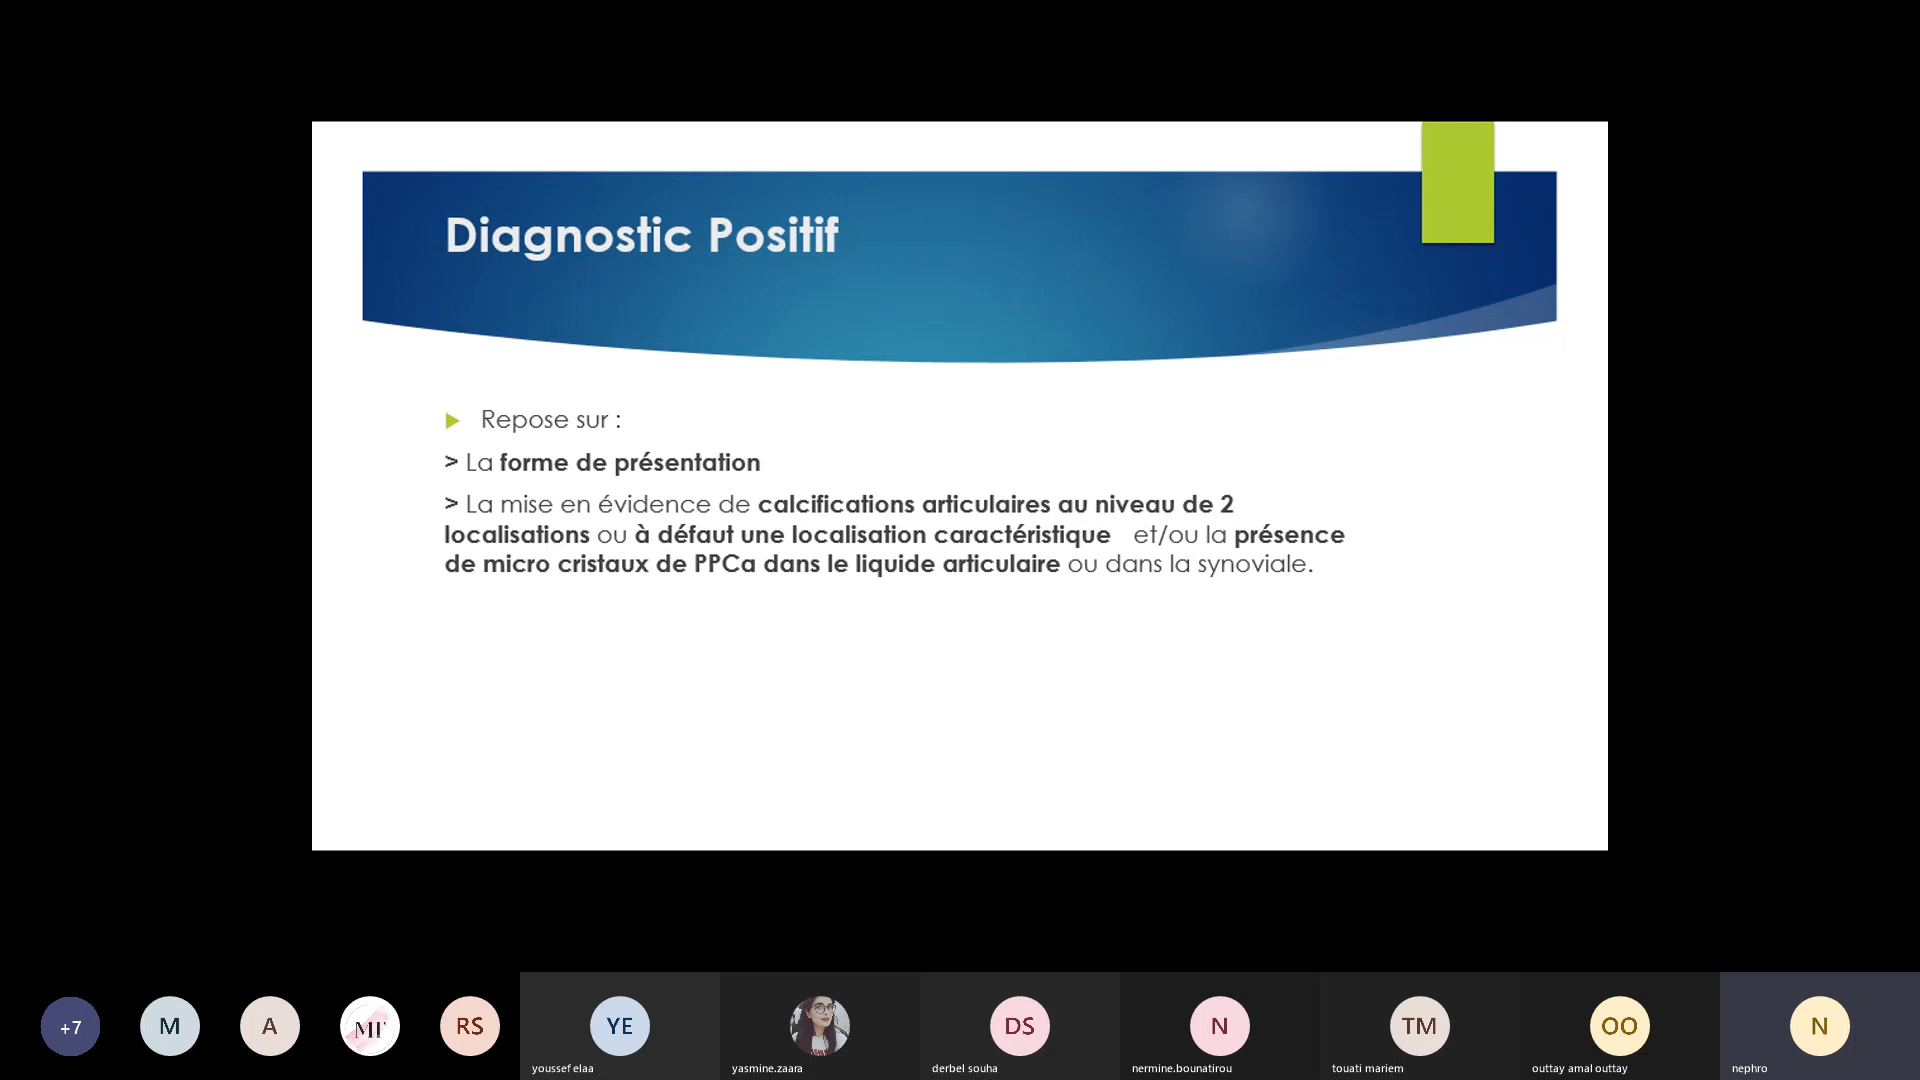 Diagnostic Positif
Repose sur :
> La forme de présentation
> La mise en évidence de calcifications articulaires au niveau de 2
localisations ou à défaut une localisation caractéristique et/ou la présence
de micro cristaux de PPCa dans le liquide articulaire ou dans la synoviale.
+7
M
A
RS
YE
DS
N
TM
OO
N
youssef elaa
yasmine.zaara
derbel souha
nermine.bounatirou
touati mariem
outtay amal outtay
nephro